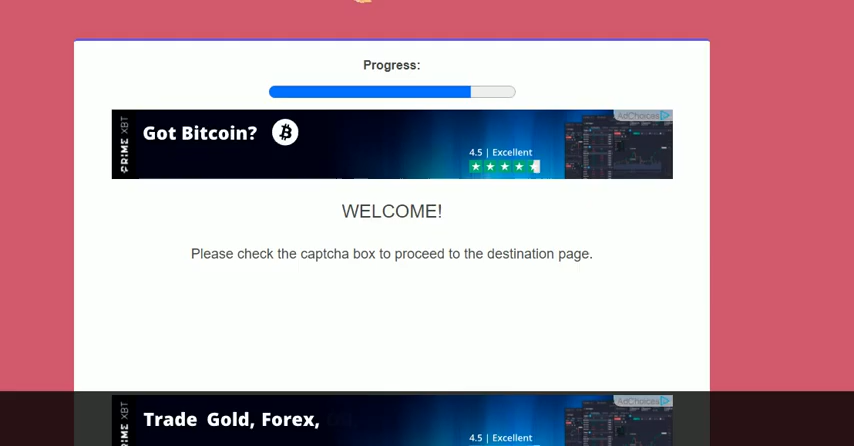 Progress:
AdChoices
PRIME XBT
Got Bitcoin?
4.5 | Excellent
WELCOME!
Please check the captcha box to proceed to the destination page.
AdChoices
XBT
Trade Gold, Forex,
4.5 | Excellent